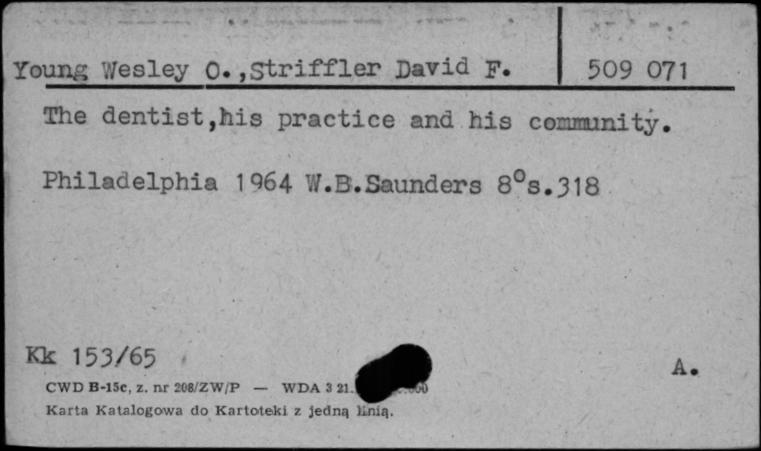 Young Wesley O.,Striffler David F. 509 071
The dentist,his practice and his community.
Philadelphia 1964 W.B.Saunders 8°s.318
Kk 153/65
A.
CWD B-15c, z. nr 208/ZW/P — WDA 3 21.
Karta Katalogowa do Kartoteki z jedną linią.